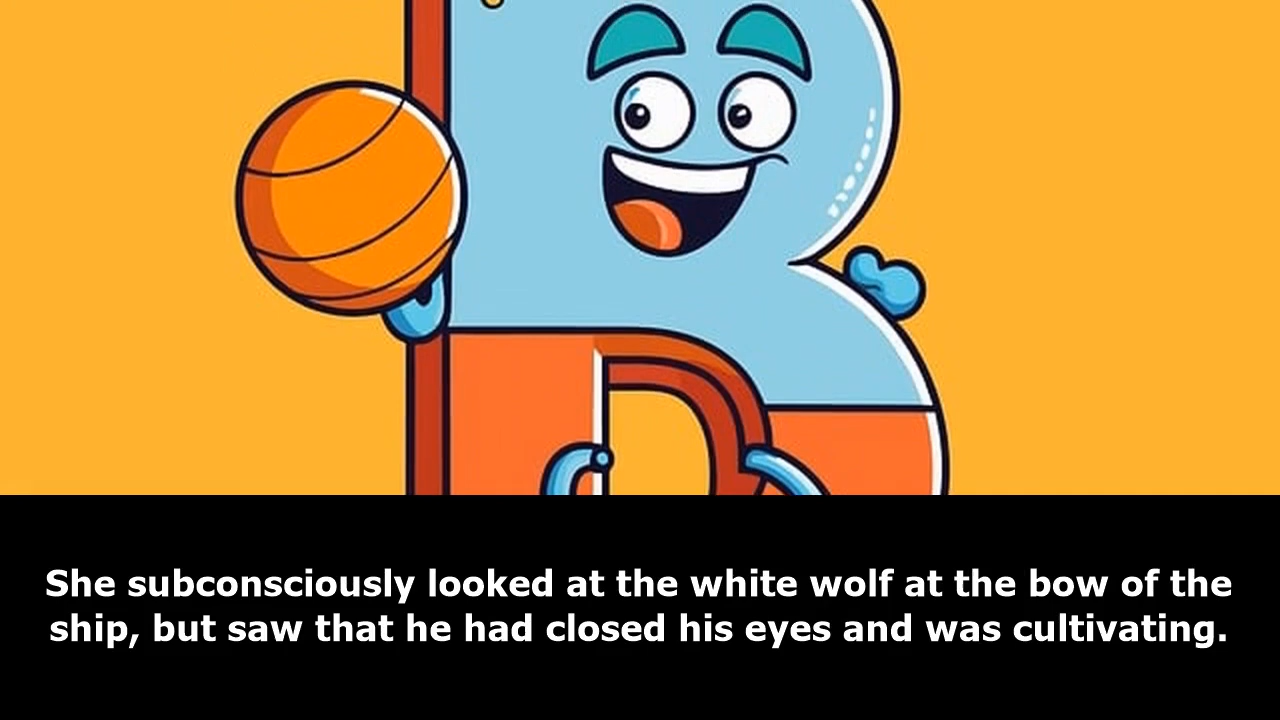 She subconsciously looked at the white wolf at the bow of the
ship, but saw that he had closed his eyes and was cultivating.